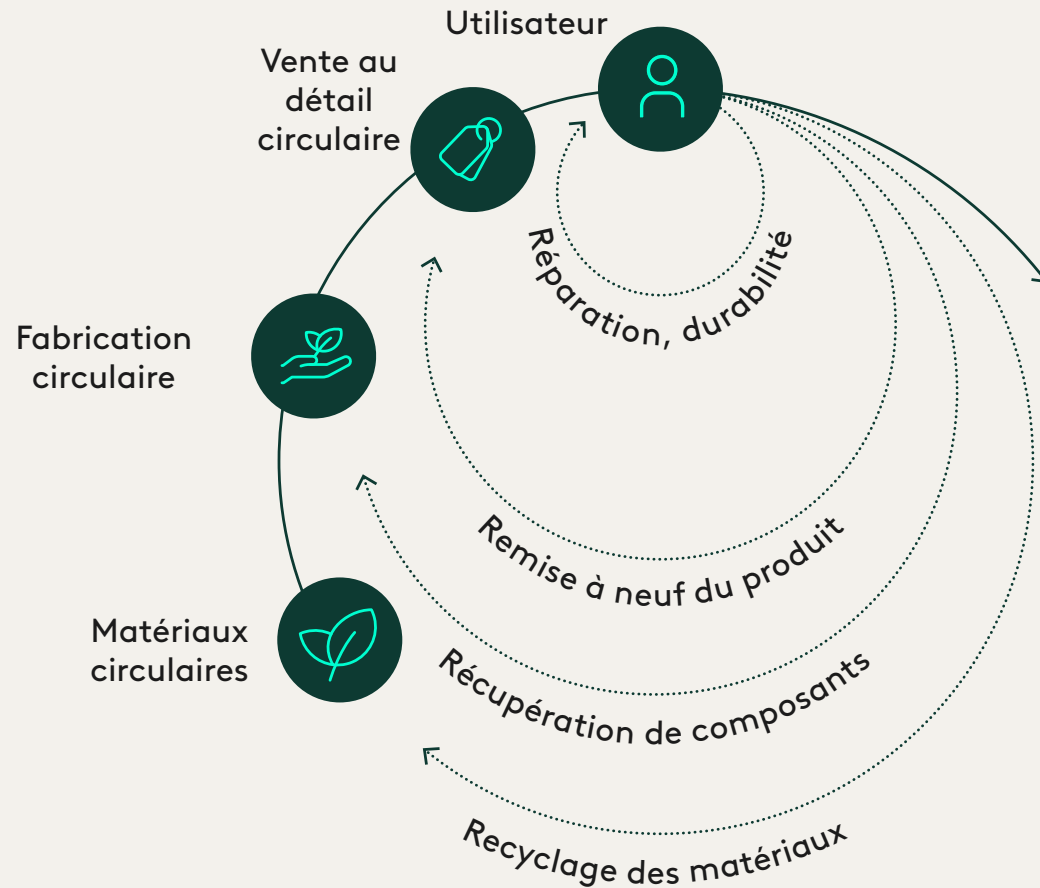 Utilisateur
Vente au
détail
circulaire
Réparation, durabilité
Fabrication
circulaire
Remise à neuf du produit
Matériaux
circulaires
Récupération de composants
Recyclage des matériaux